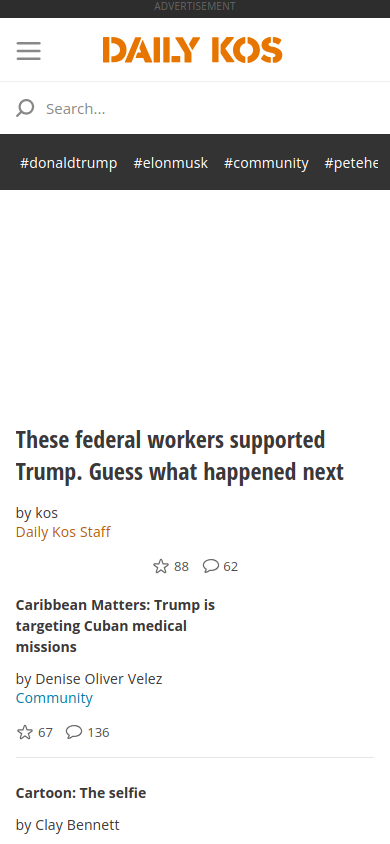 ADVERTISEMENT
DAILY KOS
Search...
#donaldtrump #elonmusk #community #petehe
These federal workers supported
Trump. Guess what happened next
by kos
Daily Kos Staff
88 62
Caribbean Matters: Trump is
targeting Cuban medical
missions
by Denise Oliver Velez
Community
67 136
Cartoon: The selfie
by Clay Bennett